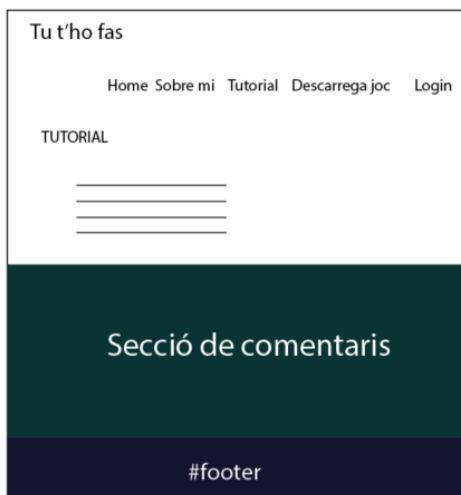 Tu t'ho fas
Home Sobre mi Tutorial Descarrega joc Login
TUTORIAL
Secció de comentaris
#footer